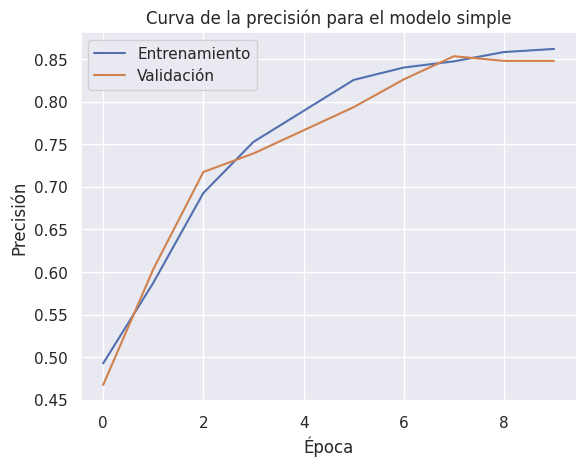 Curva de la precisión para el modelo simple
Entrenamiento
Validación
Precisión
0.85
0.80
0.75
0.70
0.65
0.60
0.55
0.50
0.45
0 2 4 6 8
Época